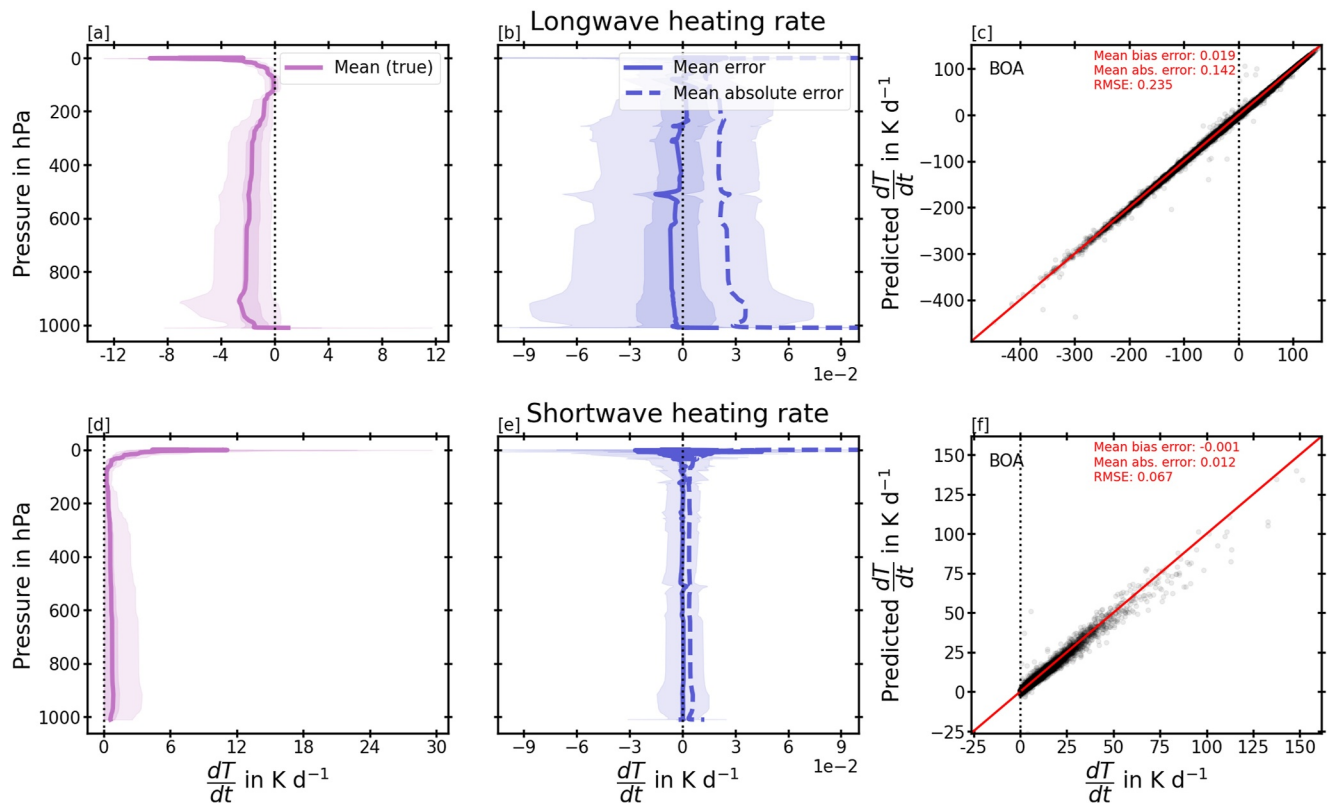 Longwave heating rate
[a]
[b]
[c]
Mean (true)
Mean error
Mean absolute error
BOA
Mean bias error: 0.019
Mean abs. error: 0.142
RMSE: 0.235
Pressure in hPa
0
200
400
600
800
1000
-12 -8 -4 0 4 8 12
-9 -6 -3 0 3 6 9
1e-2
Predicted dT/dt in K d⁻¹
100
0
−100
−200
−300
−400
-400 -300 -200 -100 0 100
Shortwave heating rate
[d]
[e]
[f]
BOA
Mean bias error: -0.001
Mean abs. error: 0.012
RMSE: 0.067
Pressure in hPa
0
200
400
600
800
1000
0 6 12 18 24 30
dT/dt in K d⁻¹
-9 -6 -3 0 3 6 9
1e-2
dT/dt in K d⁻¹
Predicted dT/dt in K d⁻¹
150
125
100
75
50
25
0
−25
-25 0 25 50 75 100 125 150
dT/dt in K d⁻¹